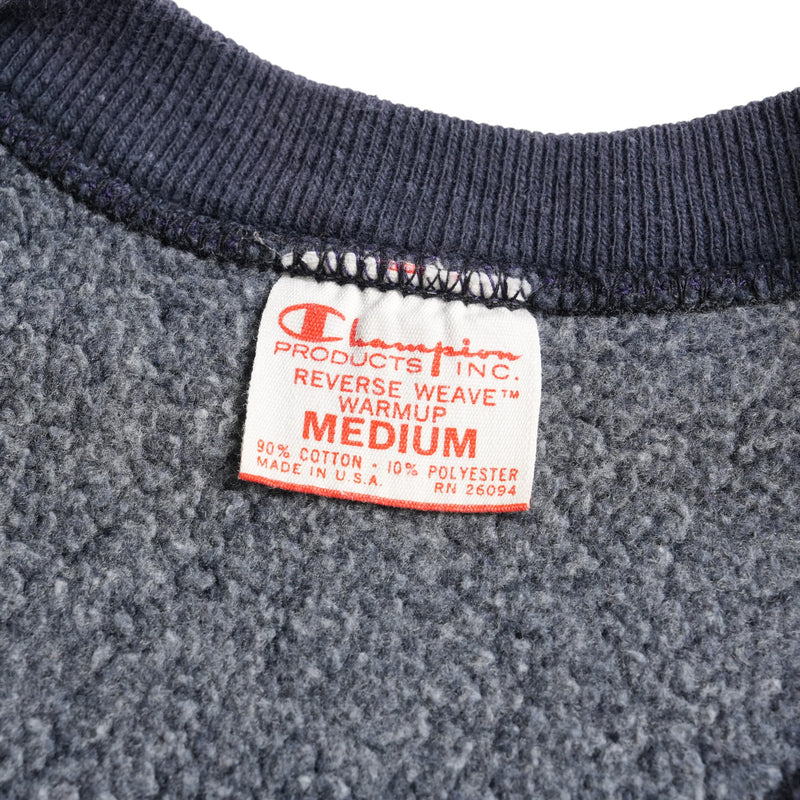 Champion
PRODUCTS INC.
REVERSE WEAVE™
WARMUP
MEDIUM
90% COTTON · 10% POLYESTER
MADE IN U.S.A. RN 26094